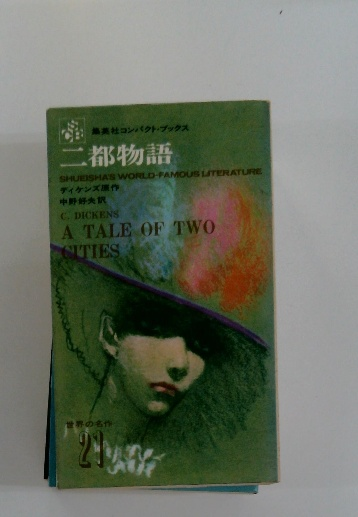 SCB
集英社コンパクト・ブックス
二都物語
SHUEISHA'S WORLD-FAMOUS LITERATURE
ディケンズ原作
中野好夫訳
C. DICKENS
A TALE OF TWO
CITIES
世界の名作
21